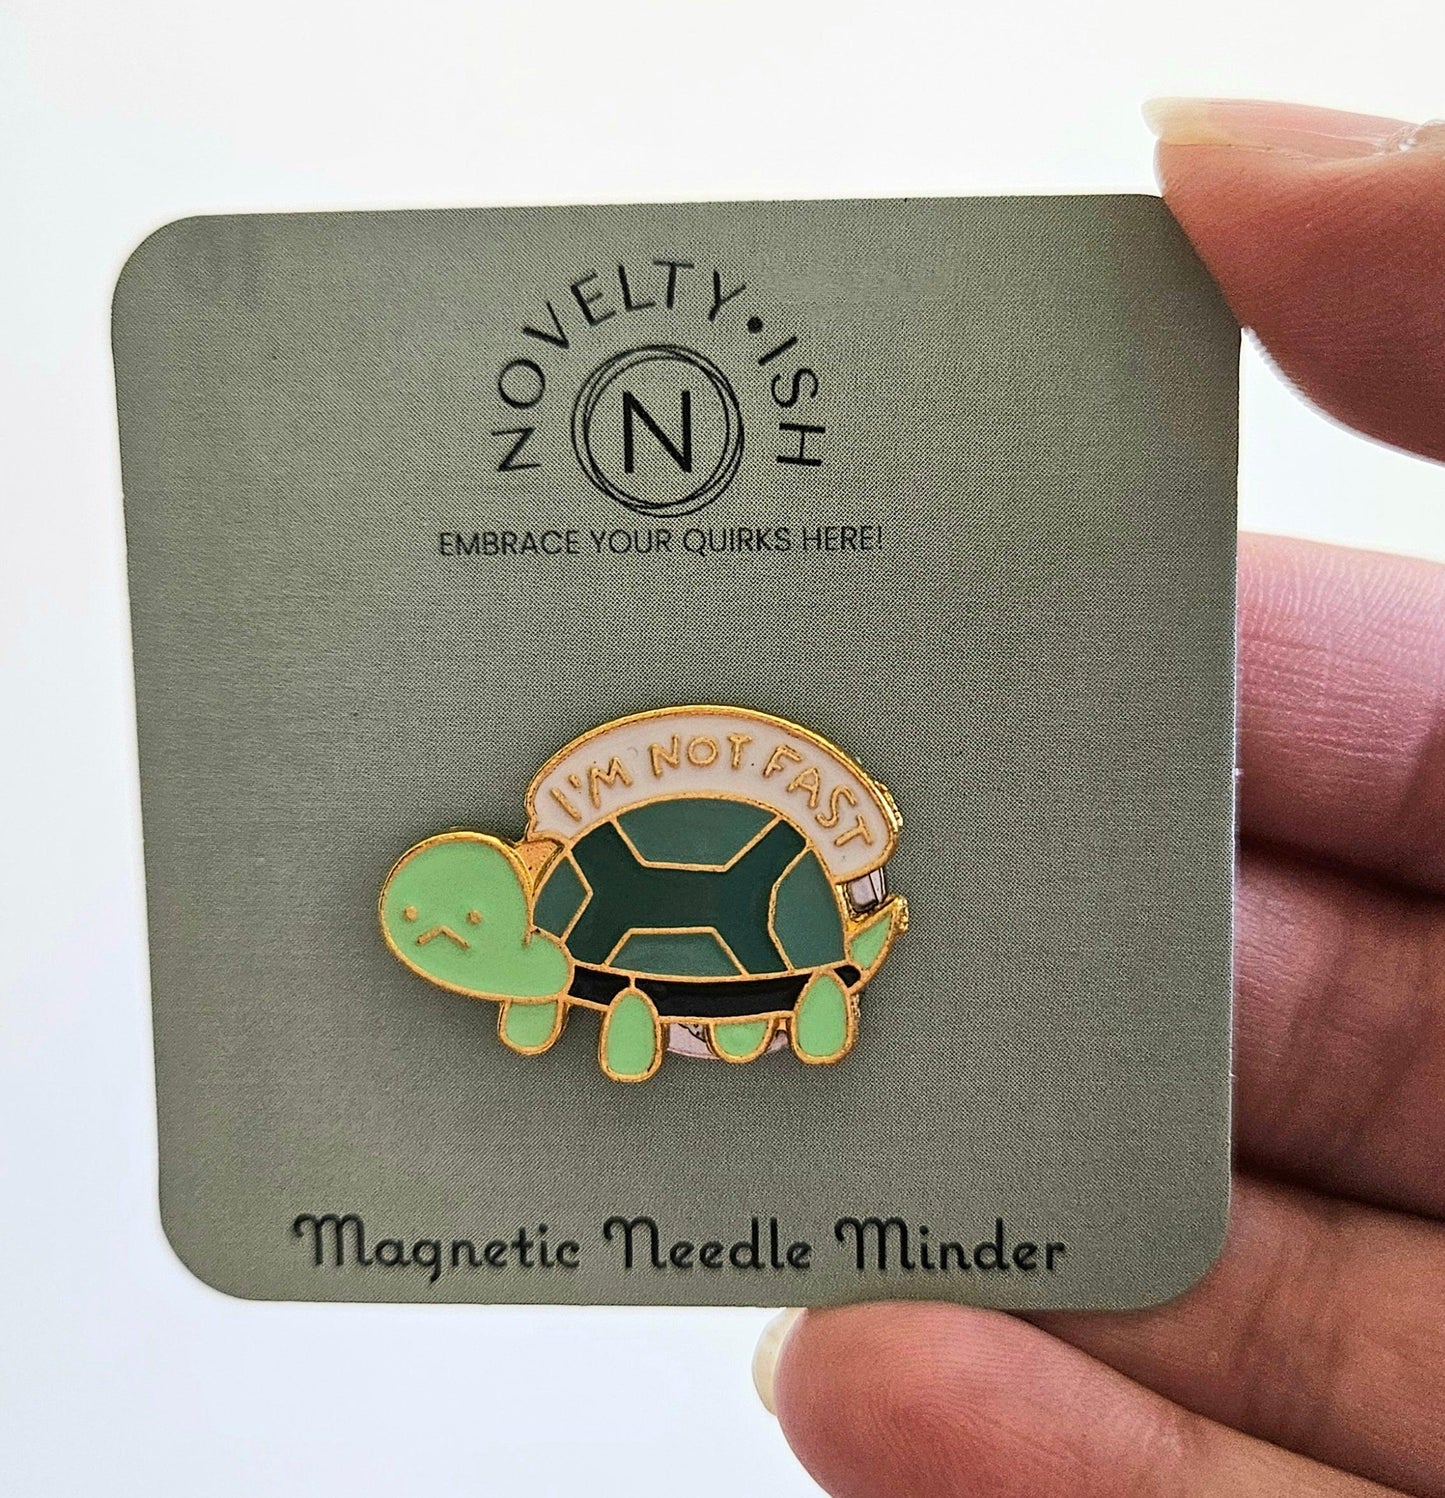 NOVELTY•ISH
N
EMBRACE YOUR QUIRKS HERE!
I'M NOT FAST
Magnetic Needle Minder